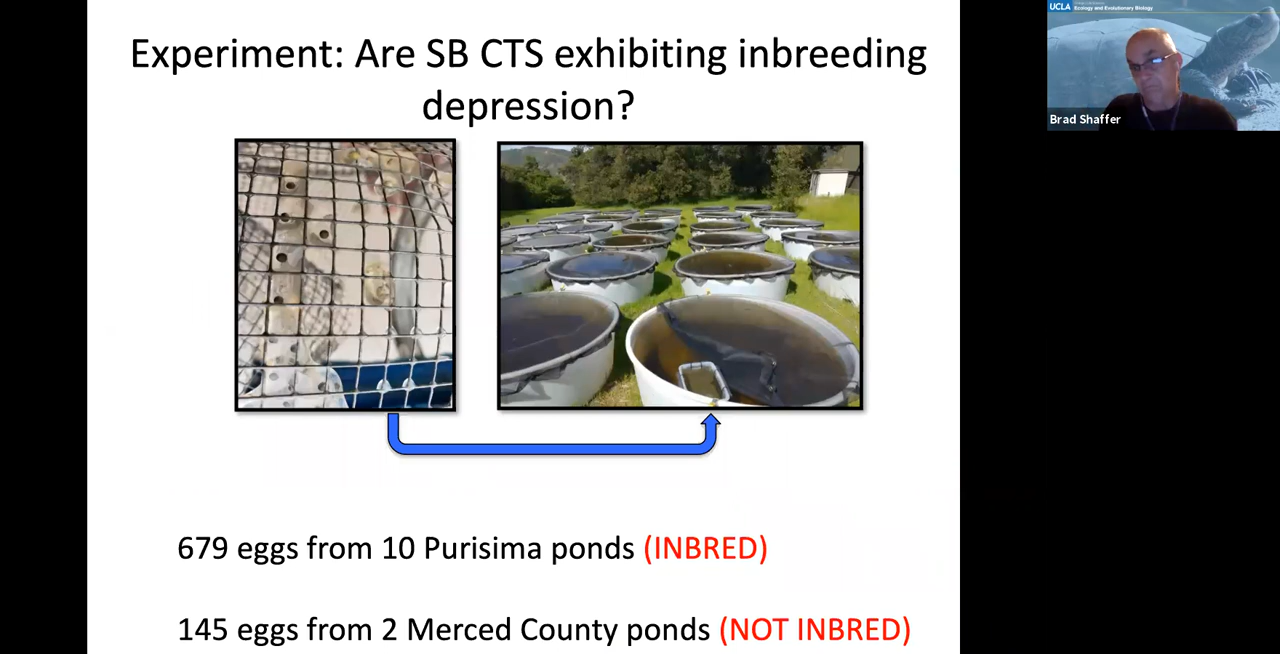 Experiment: Are SB CTS exhibiting inbreeding
depression?
679 eggs from 10 Purisima ponds (INBRED)
145 eggs from 2 Merced County ponds (NOT INBRED)
UCLA
Ecology and Evolutionary Biology
Brad Shaffer